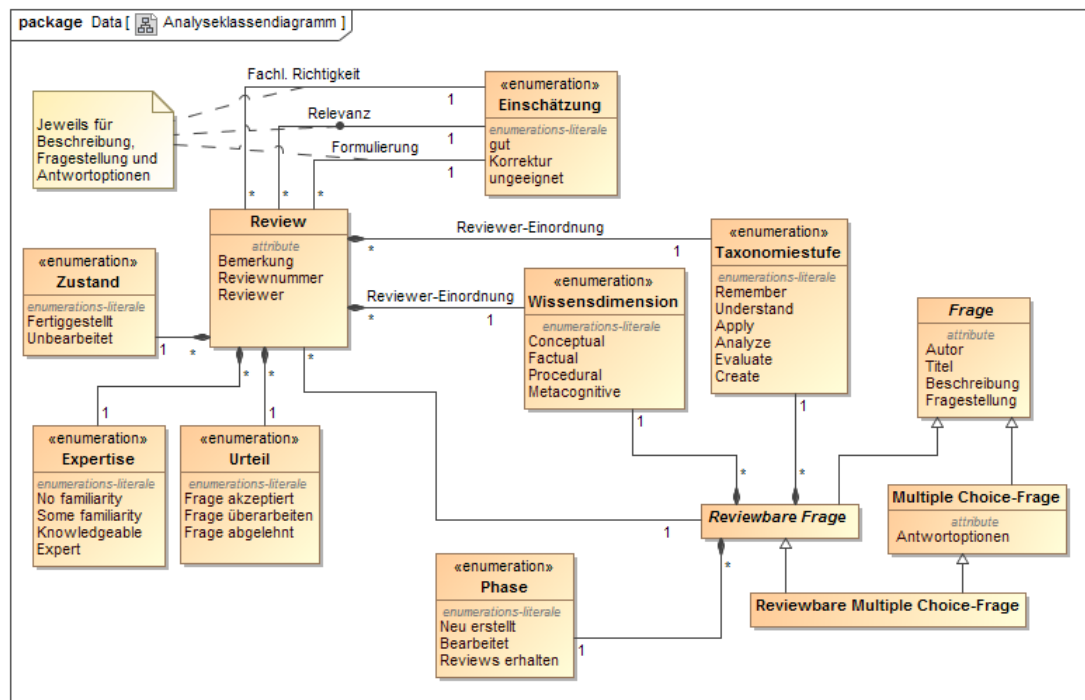 package Data [ Analyseklassendiagramm ]
Jeweils für
Beschreibung,
Fragestellung und
Antwortoptionen
Fachl. Richtigkeit
1
Relevanz
1
Formulierung
1
*
*
*
«enumeration»
Einschätzung
enumerations-literale
gut
Korrektur
ungeeignet
Review
attribute
Bemerkung
Reviewnummer
Reviewer
Reviewer-Einordnung
*
1
Reviewer-Einordnung
*
1
«enumeration»
Zustand
enumerations-literale
Fertiggestellt
Unbearbeitet
1
*
*
*
*
«enumeration»
Wissensdimension
enumerations-literale
Conceptual
Factual
Procedural
Metacognitive
1
«enumeration»
Taxonomiestufe
enumerations-literale
Remember
Understand
Apply
Analyze
Evaluate
Create
1
Frage
attribute
Autor
Titel
Beschreibung
Fragestellung
1
«enumeration»
Expertise
enumerations-literale
No familiarity
Some familiarity
Knowledgeable
Expert
1
«enumeration»
Urteil
enumerations-literale
Frage akzeptiert
Frage überarbeiten
Frage abgelehnt
*
*
1
Reviewbare Frage
*
Multiple Choice-Frage
attribute
Antwortoptionen
«enumeration»
Phase
enumerations-literale
Neu erstellt
Bearbeitet
Reviews erhalten
1
Reviewbare Multiple Choice-Frage